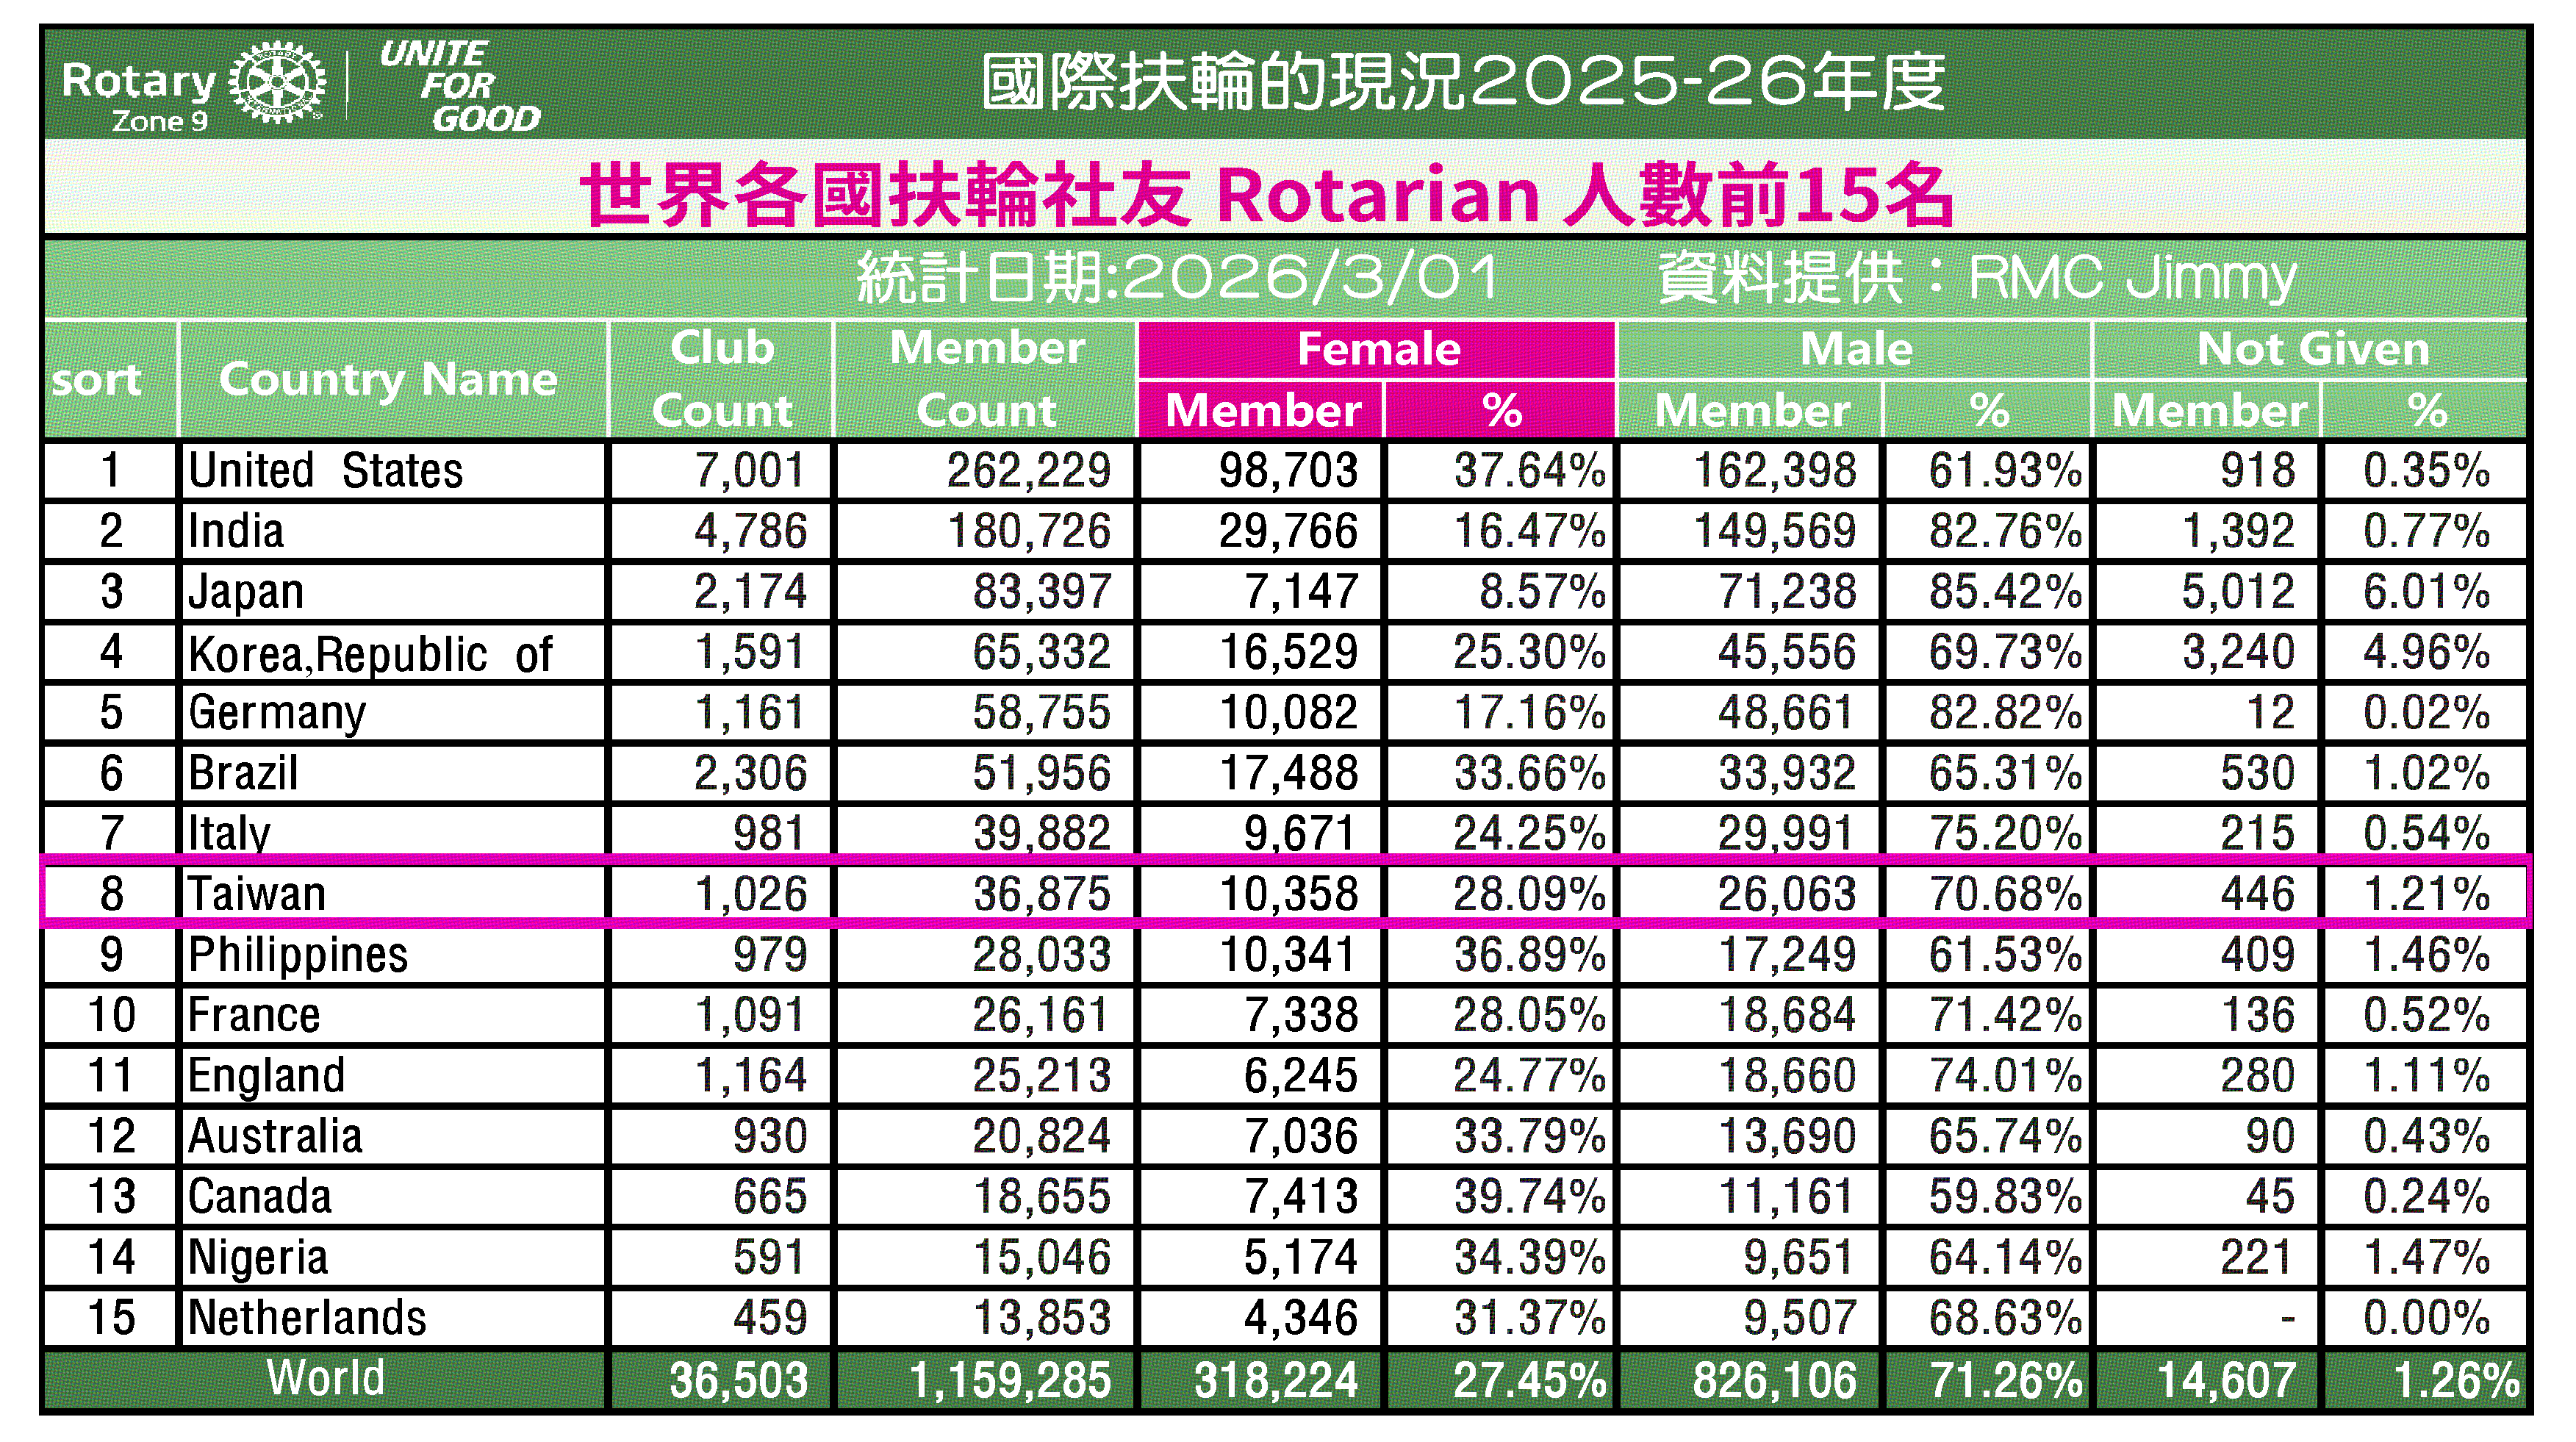 Rotary
Zone 9
UNITE
FOR
GOOD
國際扶輪的現況2025-26年度
世界各國扶輪社友 Rotarian 人數前15名
統計日期:2026/3/01 資料提供：RMC Jimmy
sort Country Name Club Count Member Count Female Male Not Given
Member % Member % Member %
1 United States 7,001 262,229 98,703 37.64% 162,398 61.93% 918 0.35%
2 India 4,786 180,726 29,766 16.47% 149,569 82.76% 1,392 0.77%
3 Japan 2,174 83,397 7,147 8.57% 71,238 85.42% 5,012 6.01%
4 Korea,Republic of 1,591 65,332 16,529 25.30% 45,556 69.73% 3,240 4.96%
5 Germany 1,161 58,755 10,082 17.16% 48,661 82.82% 12 0.02%
6 Brazil 2,306 51,956 17,488 33.66% 33,932 65.31% 530 1.02%
7 Italy 981 39,882 9,671 24.25% 29,991 75.20% 215 0.54%
8 Taiwan 1,026 36,875 10,358 28.09% 26,063 70.68% 446 1.21%
9 Philippines 979 28,033 10,341 36.89% 17,249 61.53% 409 1.46%
10 France 1,091 26,161 7,338 28.05% 18,684 71.42% 136 0.52%
11 England 1,164 25,213 6,245 24.77% 18,660 74.01% 280 1.11%
12 Australia 930 20,824 7,036 33.79% 13,690 65.74% 90 0.43%
13 Canada 665 18,655 7,413 39.74% 11,161 59.83% 45 0.24%
14 Nigeria 591 15,046 5,174 34.39% 9,651 64.14% 221 1.47%
15 Netherlands 459 13,853 4,346 31.37% 9,507 68.63% - 0.00%
World 36,503 1,159,285 318,224 27.45% 826,106 71.26% 14,607 1.26%